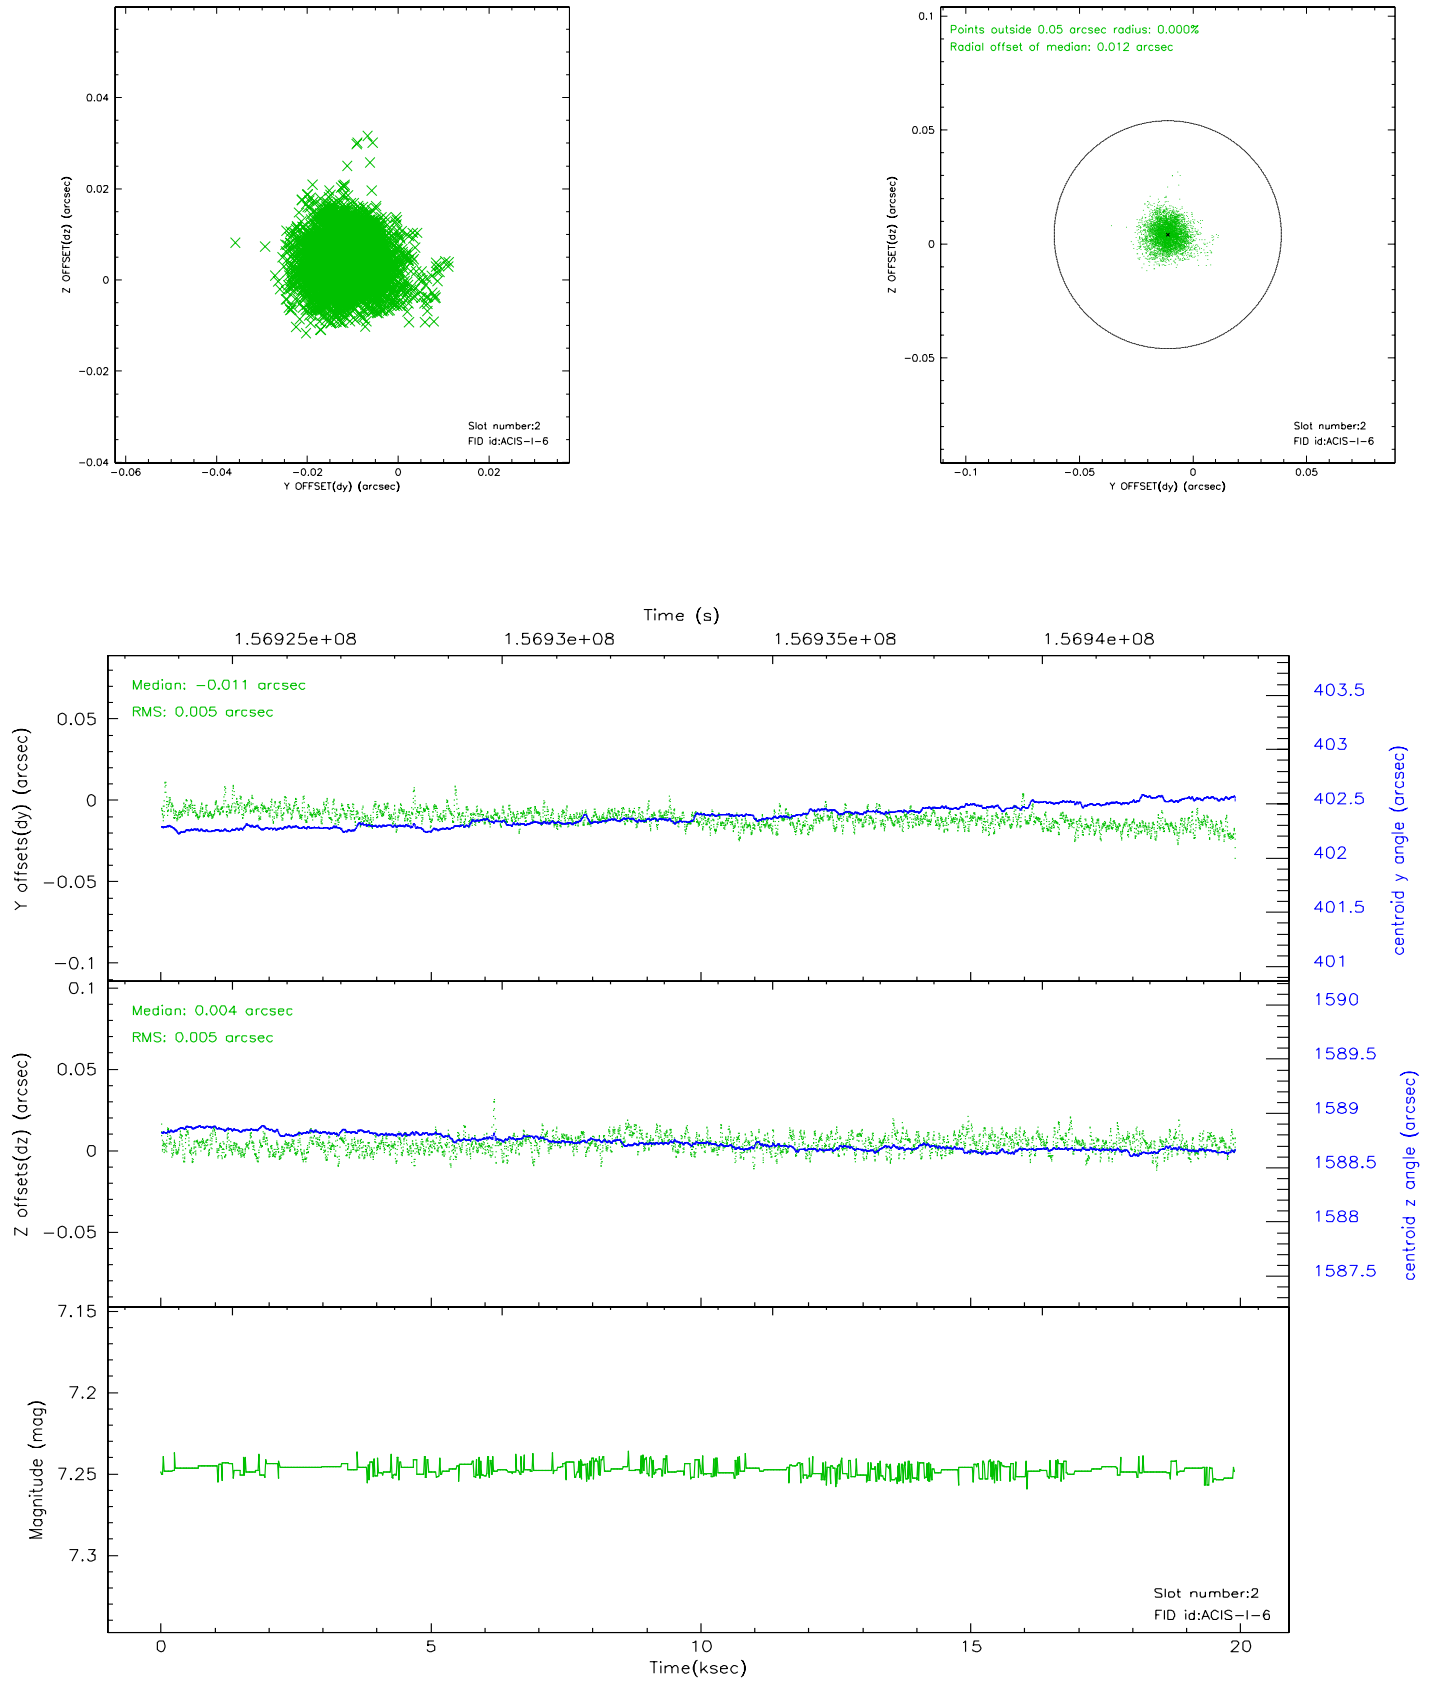 0.04
0.02
0
−0.02
−0.04
Z OFFSET(dz) (arcsec)
Slot number:2
FID id:ACIS−I−6
−0.06
−0.04
−0.02
0
0.02
Y OFFSET(dy) (arcsec)
0.1
0.05
0
−0.05
Z OFFSET(dz) (arcsec)
Points outside 0.05 arcsec radius: 0.000%
Radial offset of median: 0.012 arcsec
Slot number:2
FID id:ACIS−I−6
−0.1
−0.05
0
0.05
Y OFFSET(dy) (arcsec)
Time (s)
1.56925e+08
1.5693e+08
1.56935e+08
1.5694e+08
Median: −0.011 arcsec
RMS: 0.005 arcsec
0.05
0
−0.05
−0.1
Y offsets(dy) (arcsec)
403.5
403
402.5
402
401.5
401
centroid y angle (arcsec)
Median: 0.004 arcsec
RMS: 0.005 arcsec
0.1
0.05
0
−0.05
Z offsets(dz) (arcsec)
1590
1589.5
1589
1588.5
1588
1587.5
centroid z angle (arcsec)
7.15
7.2
7.25
7.3
Magnitude (mag)
Slot number:2
FID id:ACIS−I−6
0
5
10
15
20
Time(ksec)